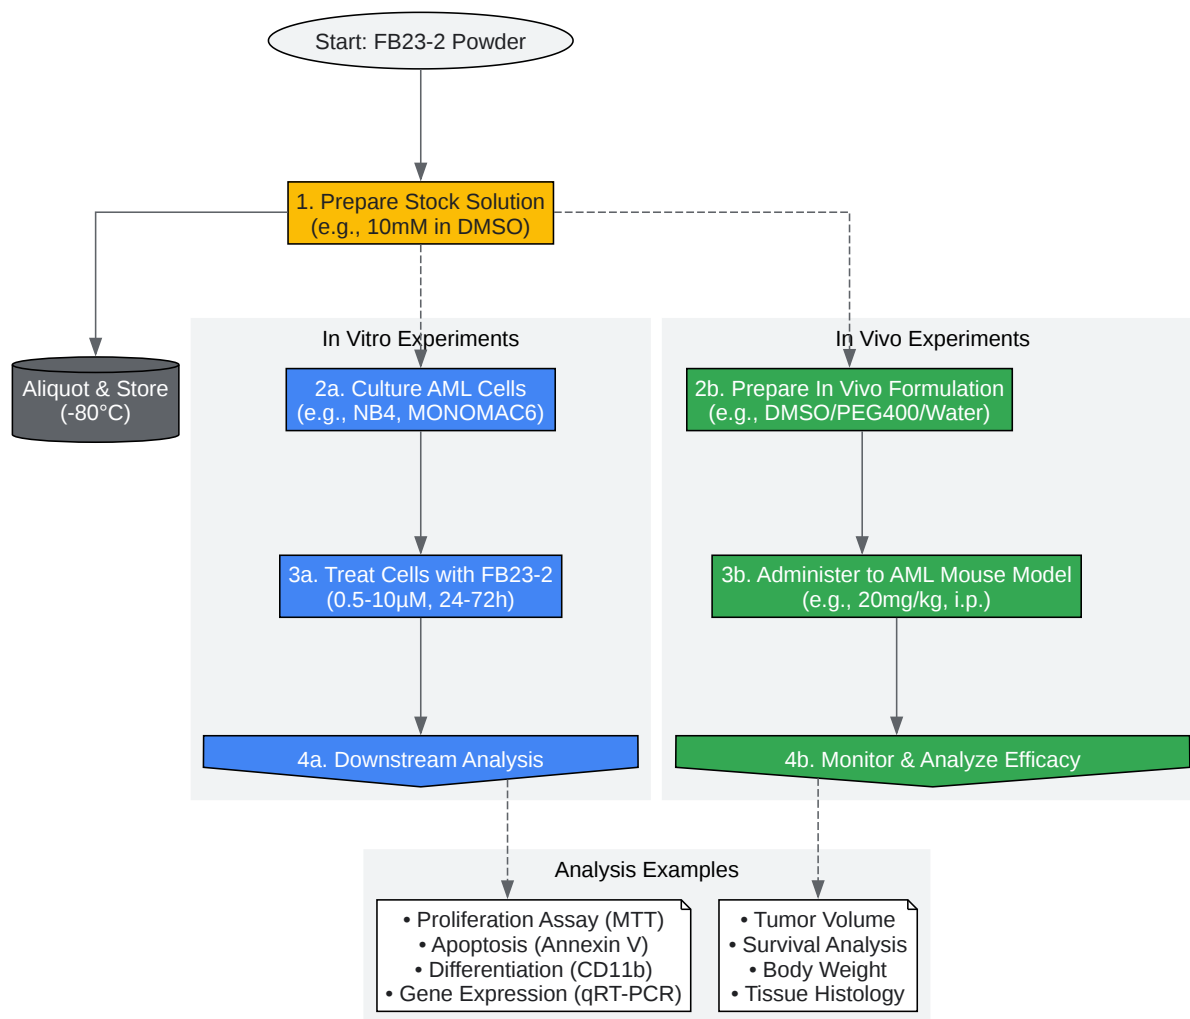 Start: FB23-2 Powder
1. Prepare Stock Solution
(e.g., 10mM in DMSO)
Aliquot & Store
(-80°C)
In Vitro Experiments
2a. Culture AML Cells
(e.g., NB4, MONOMAC6)
3a. Treat Cells with FB23-2
(0.5-10µM, 24-72h)
4a. Downstream Analysis
In Vivo Experiments
2b. Prepare In Vivo Formulation
(e.g., DMSO/PEG400/Water)
3b. Administer to AML Mouse Model
(e.g., 20mg/kg, i.p.)
4b. Monitor & Analyze Efficacy
Analysis Examples
• Proliferation Assay (MTT)
• Apoptosis (Annexin V)
• Differentiation (CD11b)
• Gene Expression (qRT-PCR)
• Tumor Volume
• Survival Analysis
• Body Weight
• Tissue Histology